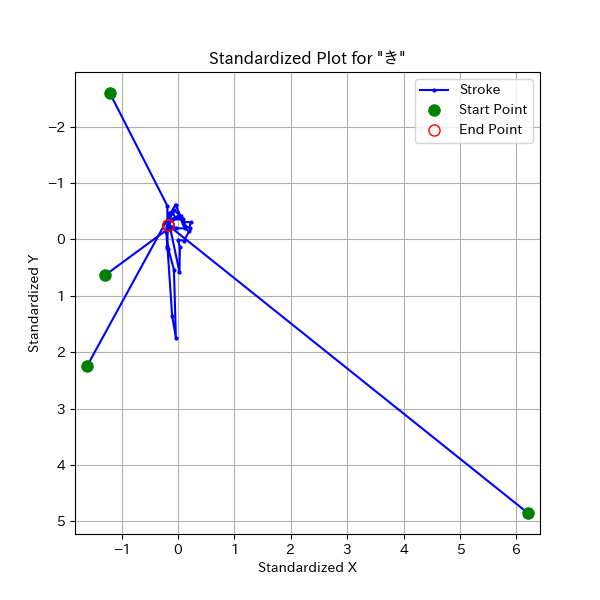 Standardized Plot for "き"
Stroke
Start Point
End Point
−2
−1
0
1
2
3
4
5
Standardized Y
−1 0 1 2 3 4 5 6
Standardized X